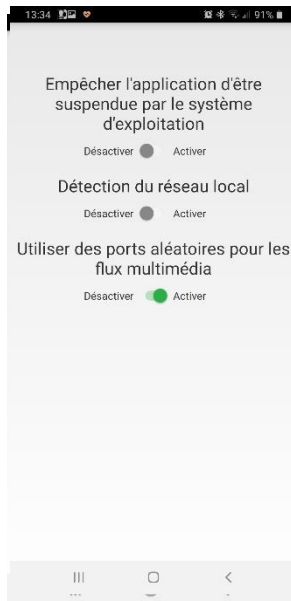 13:34 91%
Empêcher l'application d'être
suspendue par le système
d'exploitation
Désactiver Activer
Détection du réseau local
Désactiver Activer
Utiliser des ports aléatoires pour les
flux multimédia
Désactiver Activer